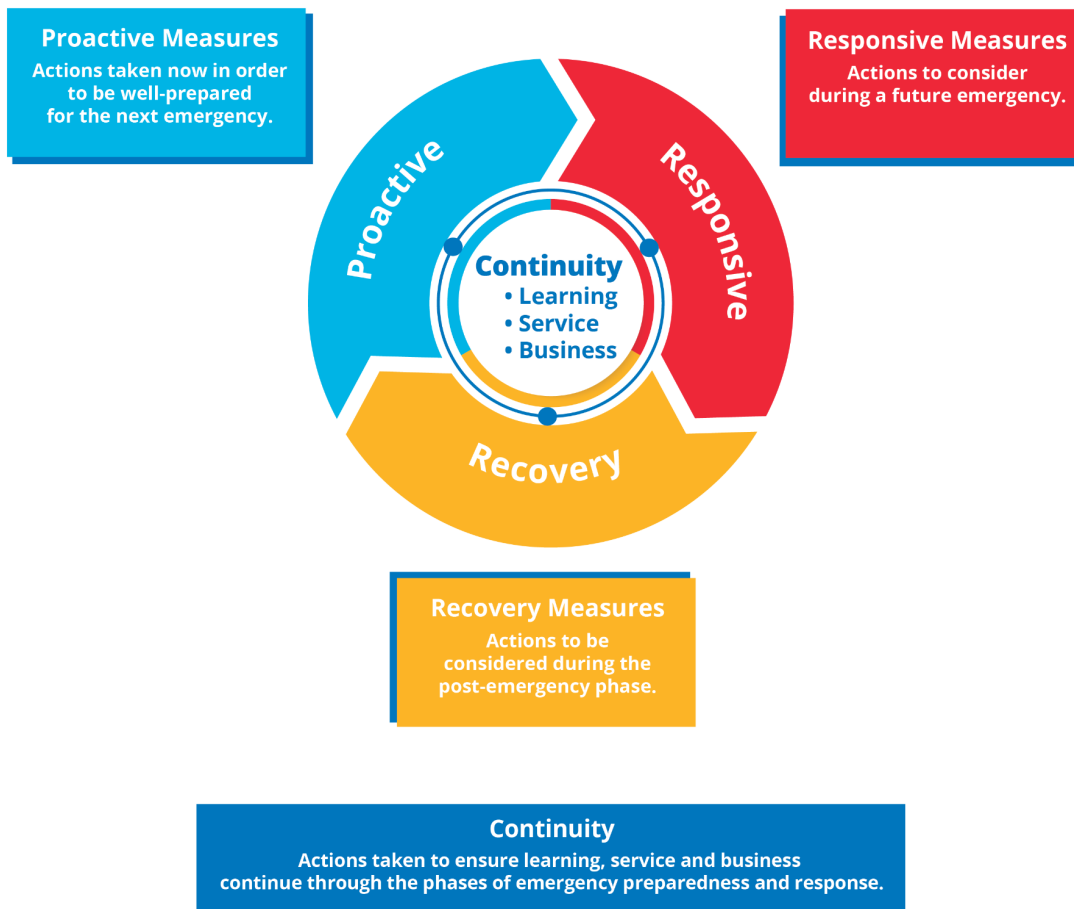 Proactive Measures
Actions taken now in order
to be well-prepared
for the next emergency.
Responsive Measures
Actions to consider
during a future emergency.
Proactive
Responsive
Continuity
• Learning
• Service
• Business
Recovery
Recovery Measures
Actions to be
considered during the
post-emergency phase.
Continuity
Actions taken to ensure learning, service and business
continue through the phases of emergency preparedness and response.